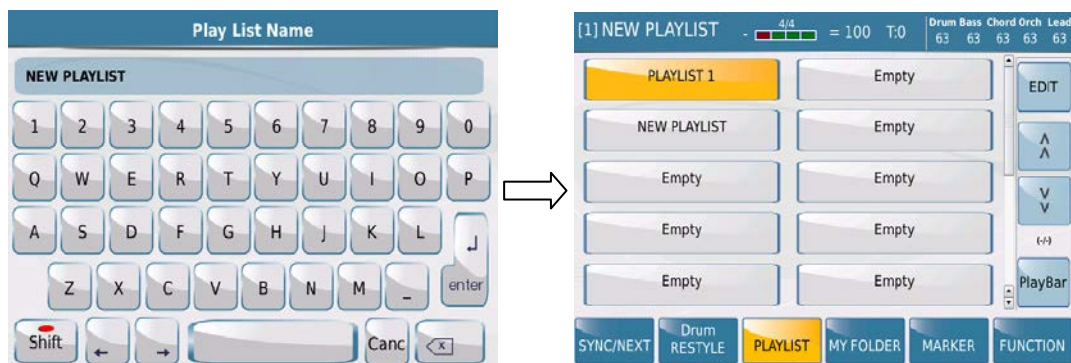 Play List Name
NEW PLAYLIST
1 2 3 4 5 6 7 8 9 0
Q W E R T Y U I O P
A S D F G H J K L
Z X C V B N M _ enter
Shift ← → Canc x
[1] NEW PLAYLIST - 4/4 = 100 T:0
Drum Bass Chord Orch Lead
63 63 63 63 63
PLAYLIST 1 Empty EDIT
NEW PLAYLIST Empty
Empty Empty
Empty Empty (-/-)
Empty Empty PlayBar
SYNC/NEXT Drum RESTYLE PLAYLIST MY FOLDER MARKER FUNCTION